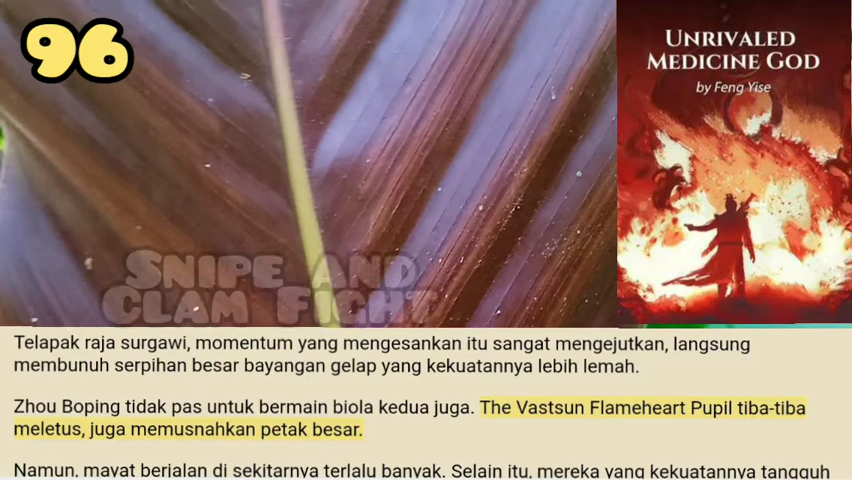 96
UNRIVALED
MEDICINE GOD
by Feng Yise
SNIPE AND
CLAM FIGHT
Telapak raja surgawi, momentum yang mengesankan itu sangat mengejutkan, langsung
membunuh serpihan besar bayangan gelap yang kekuatannya lebih lemah.
Zhou Boping tidak pas untuk bermain biola kedua juga. The Vastsun Flameheart Pupil tiba-tiba
meletus, juga memusnahkan petak besar.
Namun, mayat berjalan di sekitarnya terlalu banyak. Selain itu, mereka yang kekuatannya tangguh